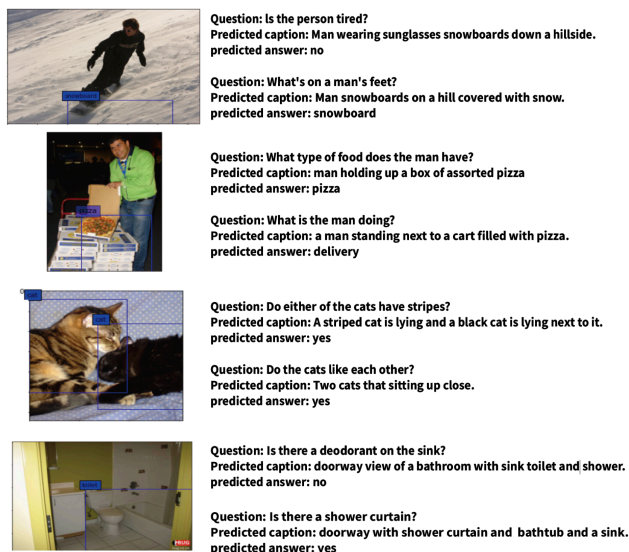 Question: Is the person tired?
Predicted caption: Man wearing sunglasses snowboards down a hillside.
predicted answer: no
Question: What's on a man's feet?
Predicted caption: Man snowboards on a hill covered with snow.
predicted answer: snowboard
snowboard
Question: What type of food does the man have?
Predicted caption: man holding up a box of assorted pizza
predicted answer: pizza
pizza
Question: What is the man doing?
Predicted caption: a man standing next to a cart filled with pizza.
predicted answer: delivery
cat
cat
Question: Do either of the cats have stripes?
Predicted caption: A striped cat is lying and a black cat is lying next to it.
predicted answer: yes
Question: Do the cats like each other?
Predicted caption: Two cats that sitting up close.
predicted answer: yes
Question: Is there a deodorant on the sink?
Predicted caption: doorway view of a bathroom with sink toilet and shower.
predicted answer: no
toilet
Question: Is there a shower curtain?
Predicted caption: doorway with shower curtain and bathtub and a sink.
predicted answer: yes